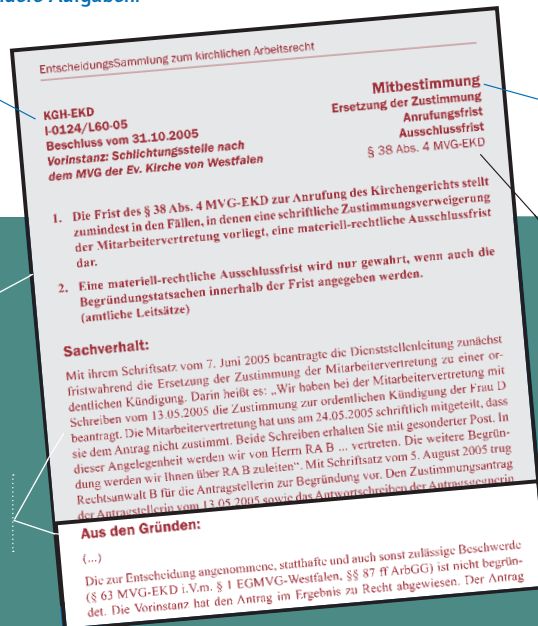 ndere Aufgaben.
EntscheidungsSammlung zum kirchlichen Arbeitsrecht
KGH-EKD
I-0124/L60-05
Beschluss vom 31.10.2005
Vorinstanz: Schlichtungsstelle nach
dem MVG der Ev. Kirche von Westfalen
Mitbestimmung
Ersetzung der Zustimmung
Anrufungsfrist
Ausschlussfrist
§ 38 Abs. 4 MVG-EKD
1. Die Frist des § 38 Abs. 4 MVG-EKD zur Anrufung des Kirchengerichts stellt
zumindest in den Fällen, in denen eine schriftliche Zustimmungsverweigerung
der Mitarbeitervertretung vorliegt, eine materiell-rechtliche Ausschlussfrist
dar.
2. Eine materiell-rechtliche Ausschlussfrist wird nur gewahrt, wenn auch die
Begründungstatsachen innerhalb der Frist angegeben werden.
(amtliche Leitsätze)
Sachverhalt:
Mit ihrem Schriftsatz vom 7. Juni 2005 beantragte die Dienststellenleitung zunächst
fristwahrend die Ersetzung der Zustimmung der Mitarbeitervertretung zu einer or-
dentlichen Kündigung. Darin heißt es: „Wir haben bei der Mitarbeitervertretung mit
Schreiben vom 13.05.2005 die Zustimmung zur ordentlichen Kündigung der Frau D
beantragt. Die Mitarbeitervertretung hat uns am 24.05.2005 schriftlich mitgeteilt, dass
sie dem Antrag nicht zustimmt. Beide Schreiben erhalten Sie mit gesonderter Post. In
dieser Angelegenheit werden wir von Herrn RA B ... vertreten. Die weitere Begrün-
dung werden wir Ihnen über RA B zuleiten“. Mit Schriftsatz vom 5. August 2005 trug
Rechtsanwalt B für die Antragstellerin zur Begründung vor. Den Zustimmungsantrag
der Antragstellerin vom 13.05.2005 sowie das Antwortschreiben der Antragsgegnerin
Aus den Gründen:
(...)
Die zur Entscheidung angenommene, statthafte und auch sonst zulässige Beschwerde
(§ 63 MVG-EKD i.V.m. § 1 EGMVG-Westfalen, §§ 87 ff ArbGG) ist nicht begrün-
det. Die Vorinstanz hat den Antrag im Ergebnis zu Recht abgewiesen. Der Antrag